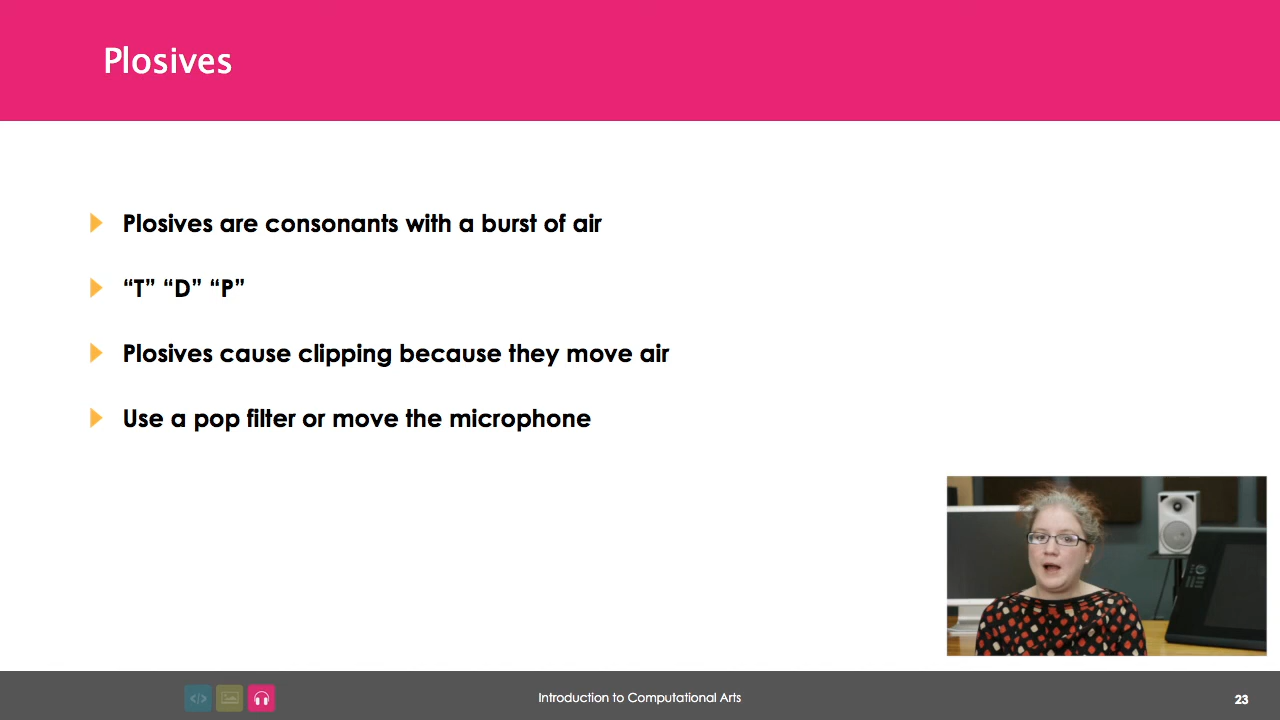 Plosives
Plosives are consonants with a burst of air
“T” “D” “P”
Plosives cause clipping because they move air
Use a pop filter or move the microphone
Introduction to Computational Arts
23